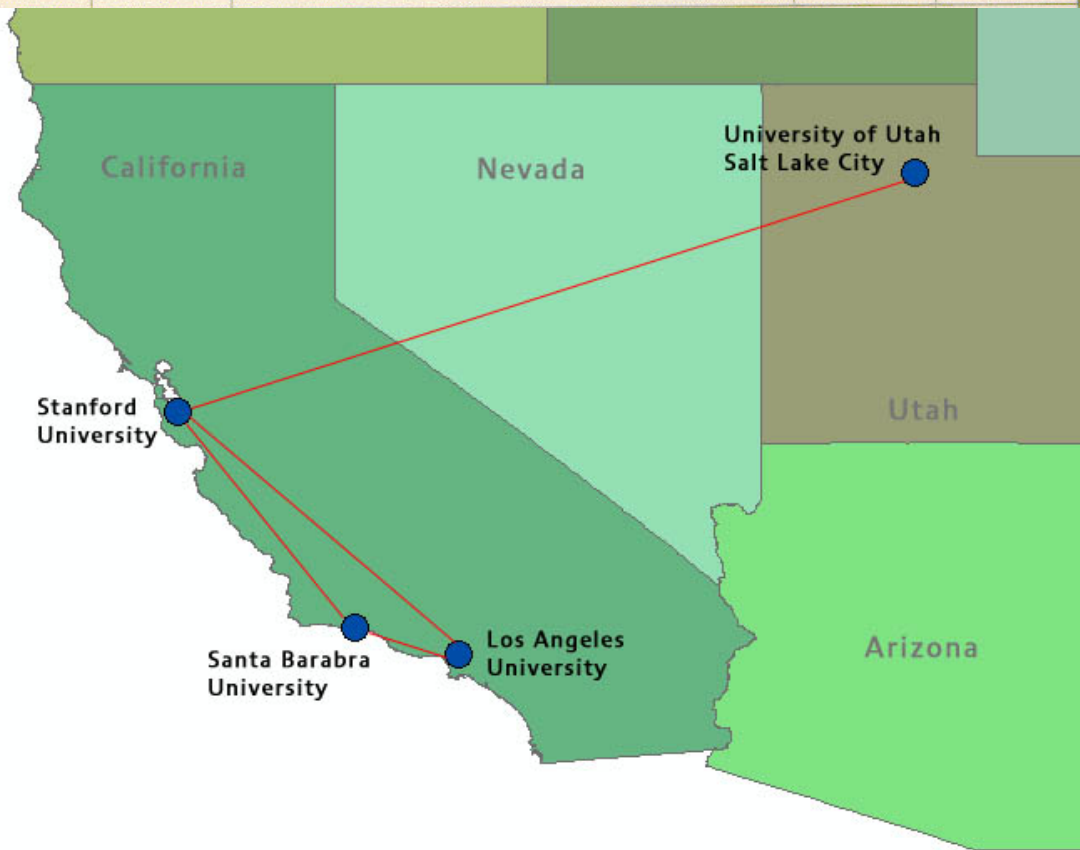 California
Nevada
University of Utah
Salt Lake City
Stanford
University
Utah
Santa Barabra
University
Los Angeles
University
Arizona